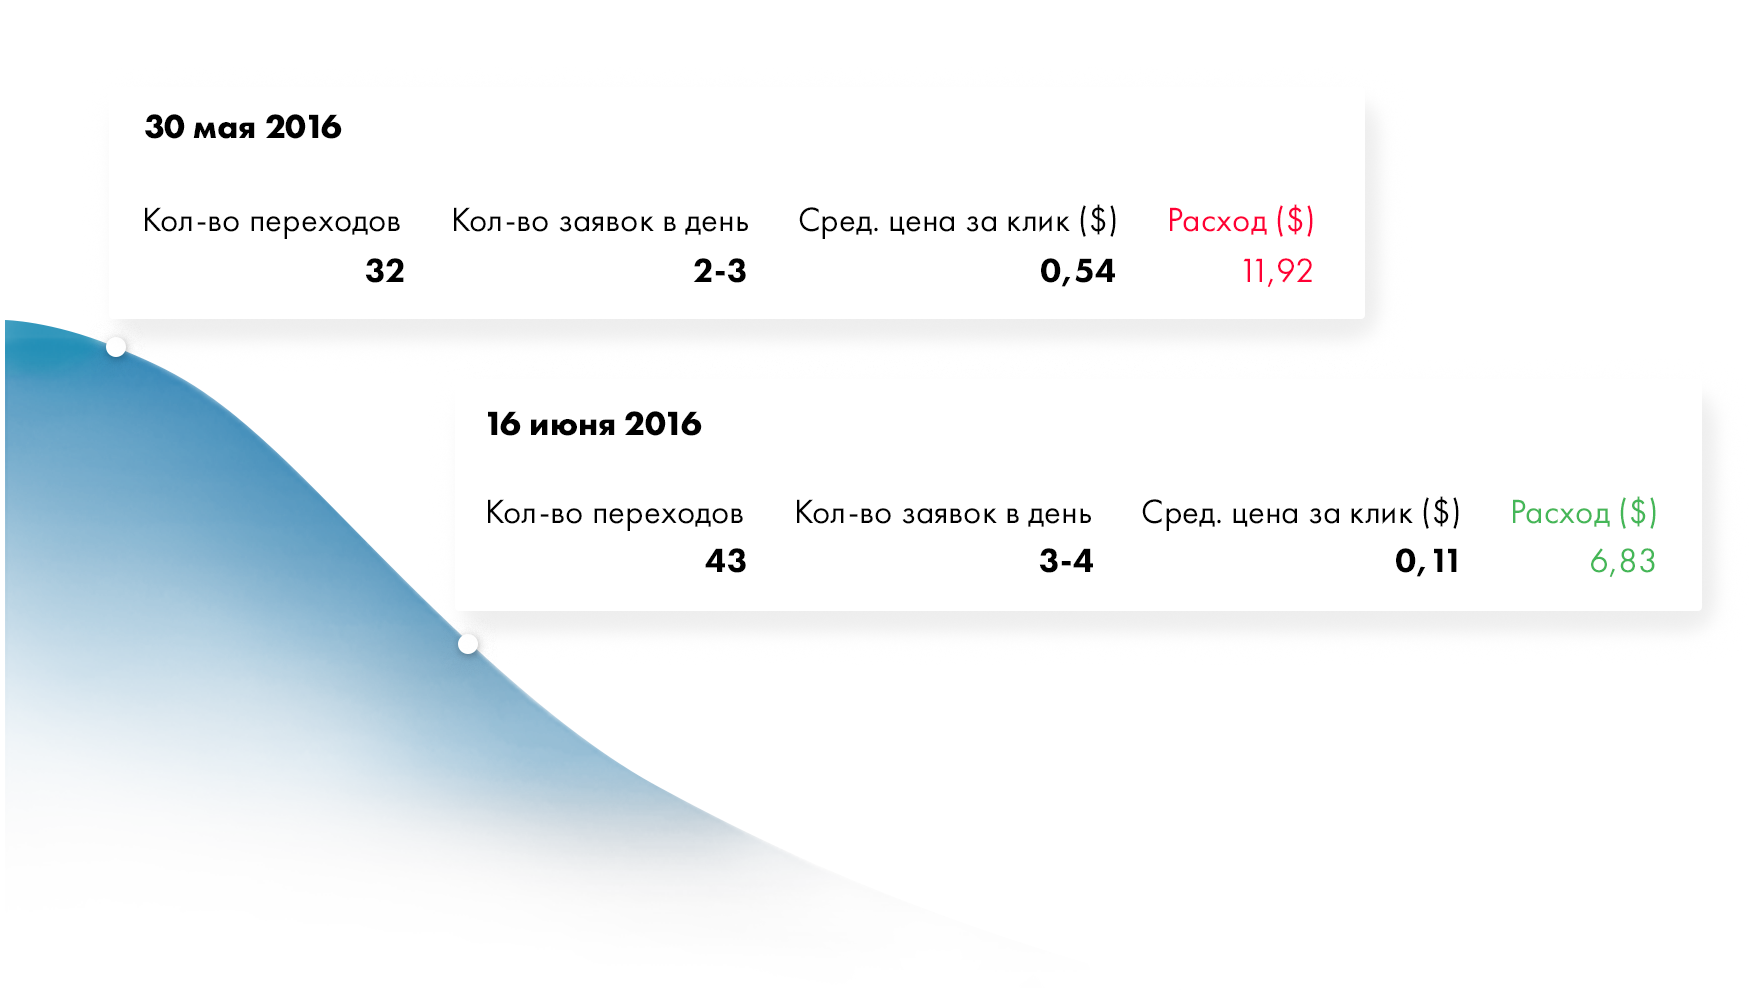 30 мая 2016
Кол-во переходов Кол-во заявок в день Сред. цена за клик ($) Расход ($)
32 2-3 0,54 11,92
16 июня 2016
Кол-во переходов Кол-во заявок в день Сред. цена за клик ($) Расход ($)
43 3-4 0,11 6,83